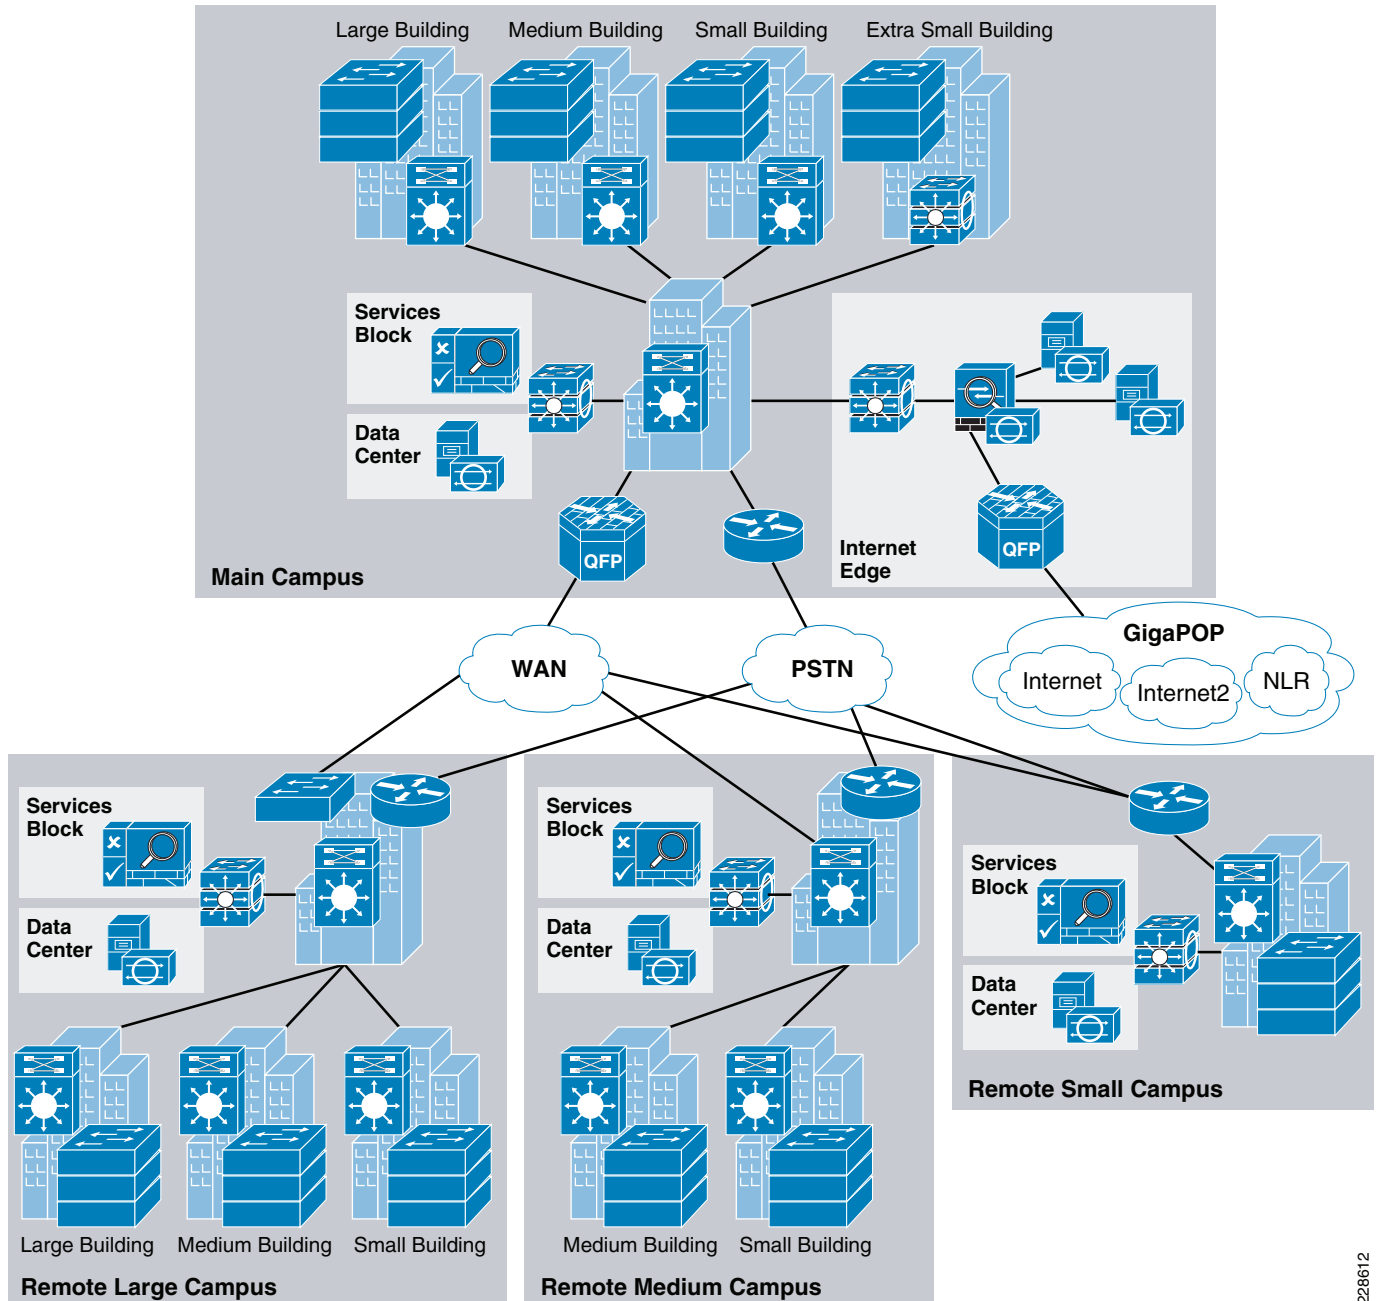 Large Building
Medium Building
Small Building
Extra Small Building
Services
Block
Data
Center
QFP
QFP
Internet
Edge
Main Campus
WAN
PSTN
GigaPOP
Internet
Internet2
NLR
Services
Block
Data
Center
Large Building
Medium Building
Small Building
Remote Large Campus
Services
Block
Data
Center
Medium Building
Small Building
Remote Medium Campus
Services
Block
Data
Center
Remote Small Campus
228612